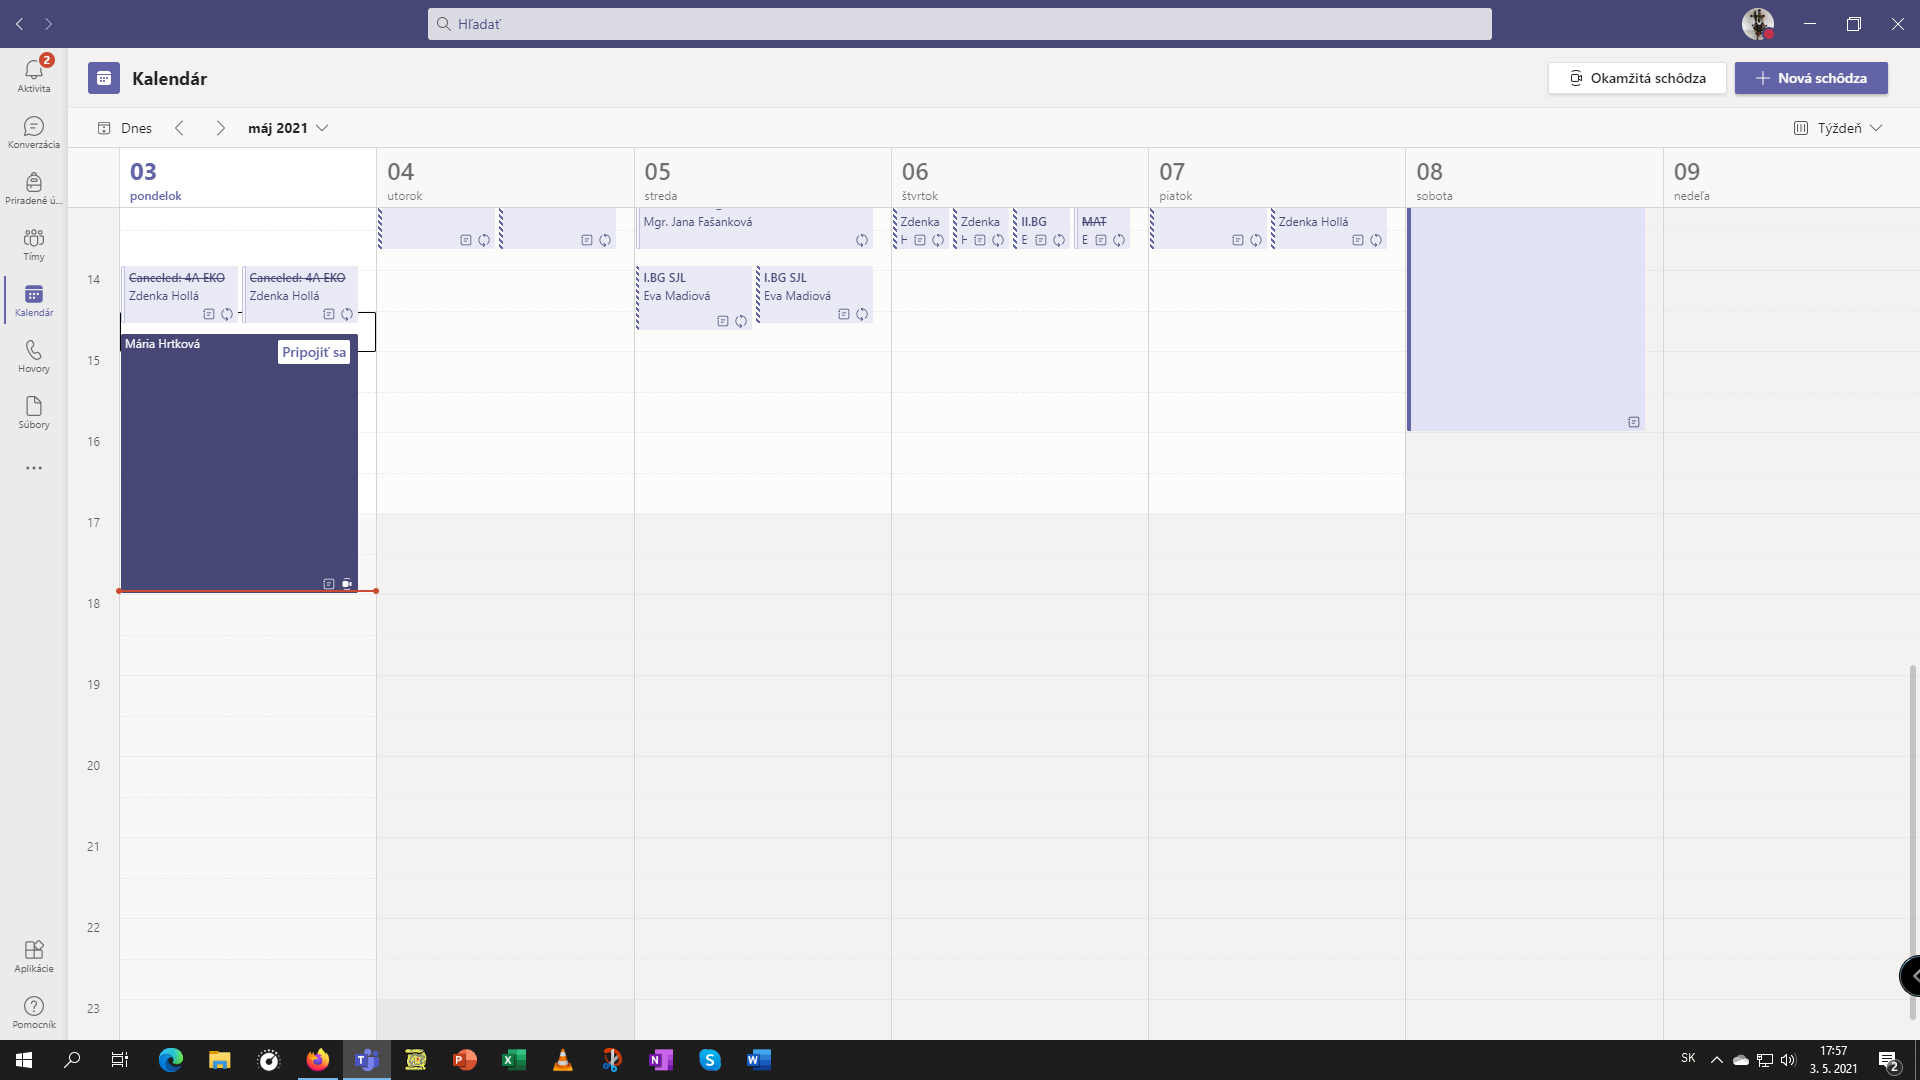 Hľadať
2
Aktivita
Konverzácia
Priradené ú...
Tímy
Kalendár
Hovory
Súbory
Aplikácie
Pomocník
Kalendár
Okamžitá schôdza
Nová schôdza
Dnes
máj 2021
Týždeň
03
pondelok
04
utorok
05
streda
06
štvrtok
07
piatok
08
sobota
09
nedeľa
Mgr. Jana Fašanková
Zdenka
H
Zdenka
H
II.BG
E
MAT
E
Zdenka Hollá
14
Canceled: 4A EKO
Zdenka Hollá
Canceled: 4A EKO
Zdenka Hollá
I.BG SJL
Eva Madiová
I.BG SJL
Eva Madiová
Mária Hrtková
Pripojiť sa
15
16
17
18
19
20
21
22
23
SK
17:57
3. 5. 2021
2